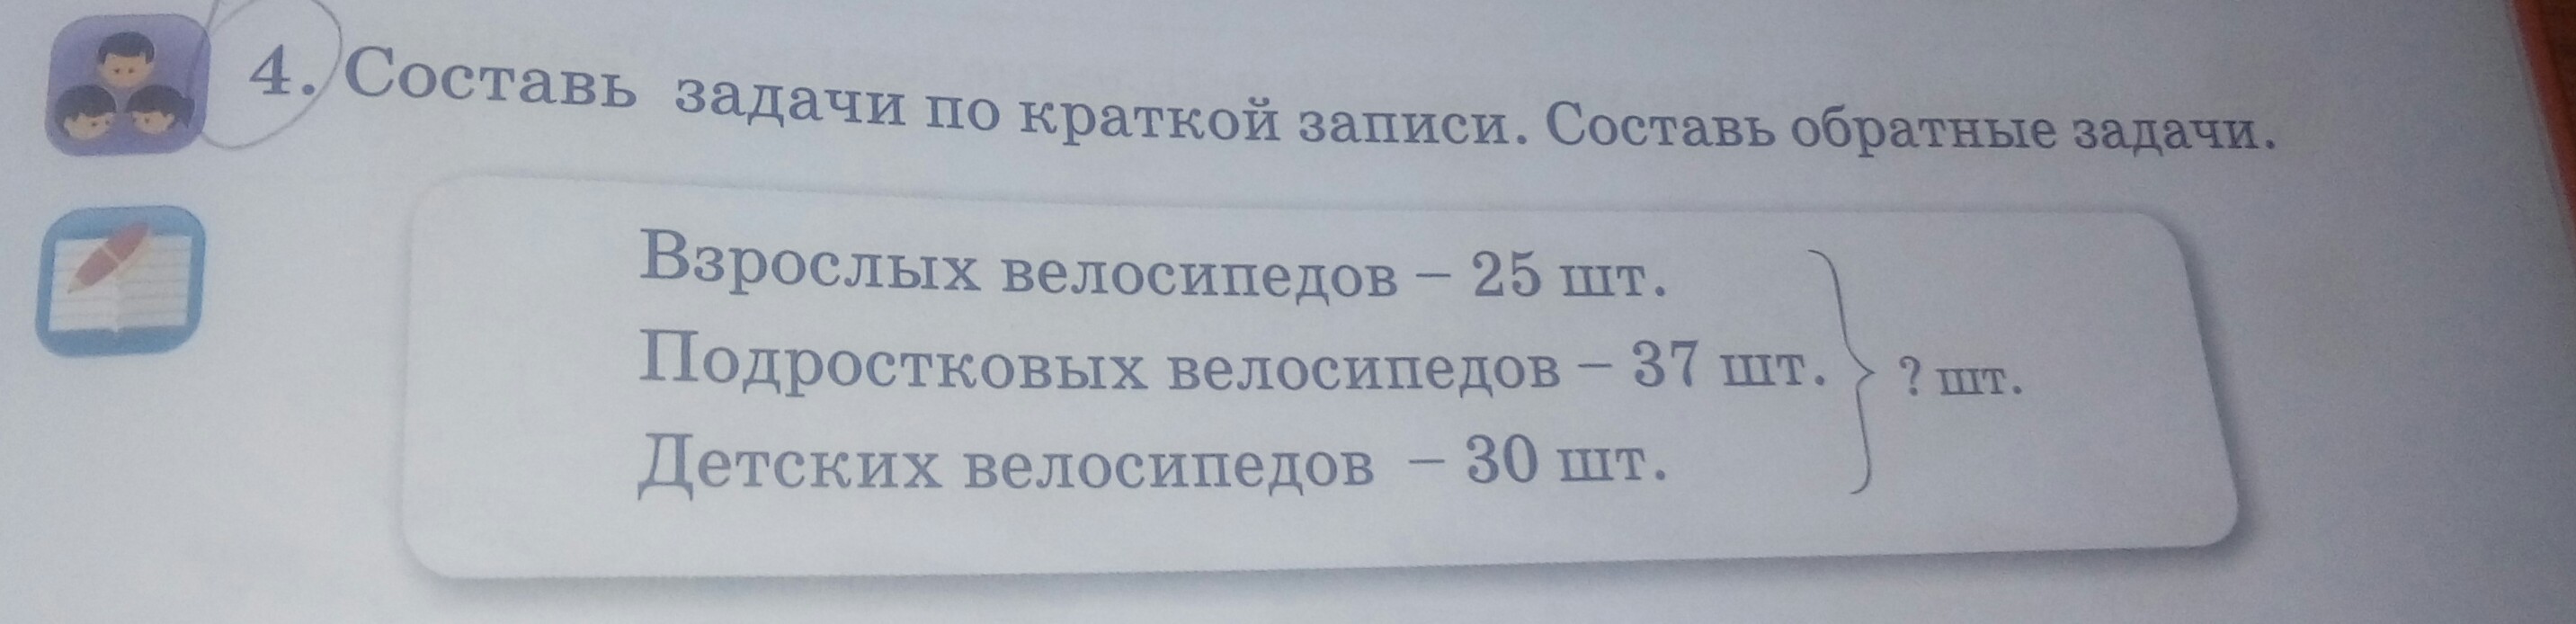 4. Составь задачи по краткой записи. Составь обратные задачи.
Взрослых велосипедов – 25 шт.
Подростковых велосипедов – 37 шт.
? шт.
Детских велосипедов – 30 шт.